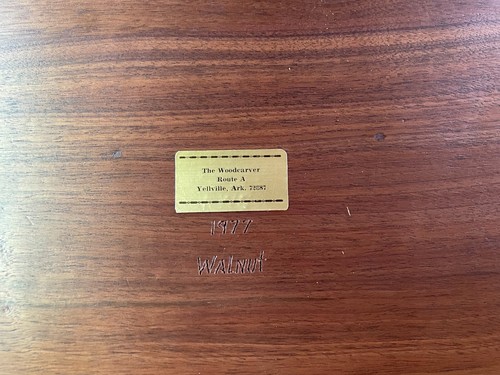 The Woodcarver
Route A
Yellville, Ark. 72687
1977
WALNUT